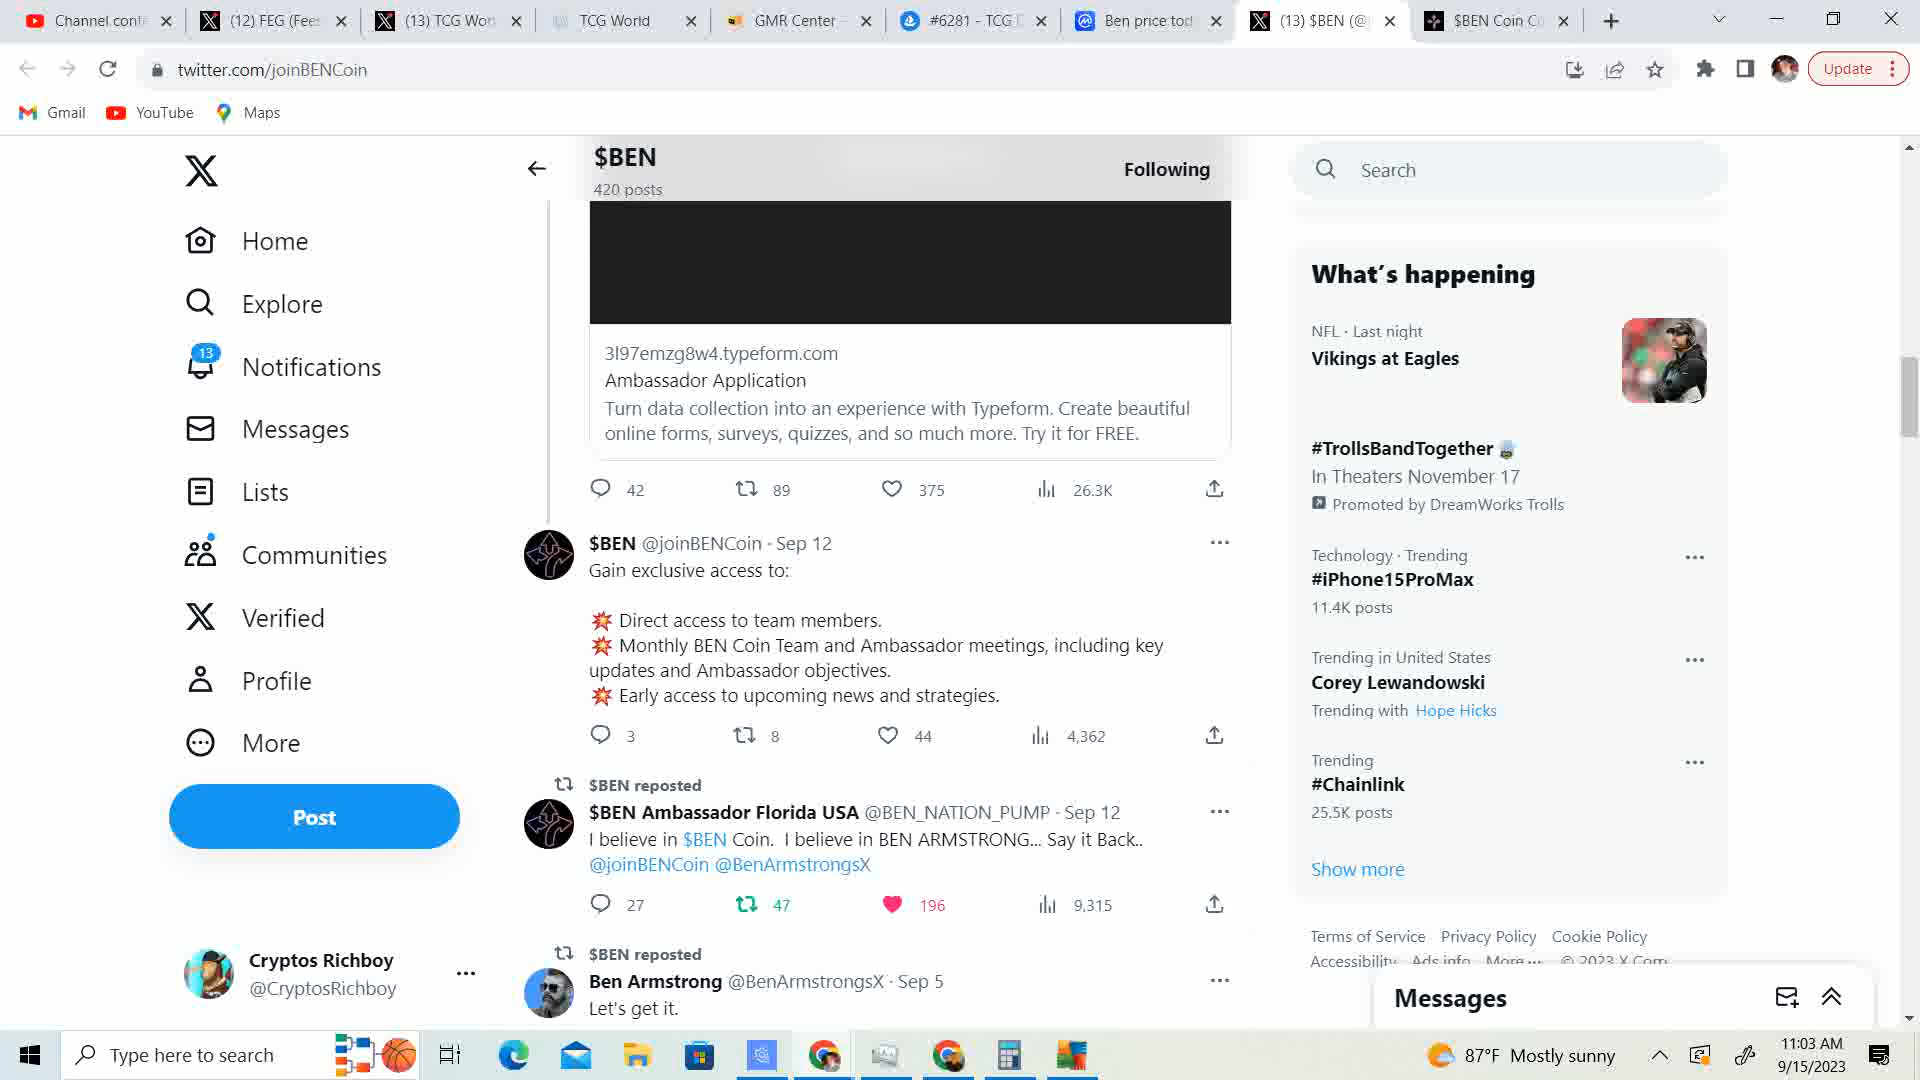 Channel cont
(12) FEG (Fee
(13) TCG Wor
TCG World
GMR Center –
#6281 - TCG
Ben price tod
(13) $BEN (@
$BEN Coin C
twitter.com/joinBENCoin
Update
Gmail
YouTube
Maps
$BEN
420 posts
Following
Search
Home
Explore
13
Notifications
Messages
Lists
Communities
Verified
Profile
More
Post
Cryptos Richboy
@CryptosRichboy
3l97emzg8w4.typeform.com
Ambassador Application
Turn data collection into an experience with Typeform. Create beautiful
online forms, surveys, quizzes, and so much more. Try it for FREE.
42 89 375 26.3K
$BEN @joinBENCoin · Sep 12
Gain exclusive access to:
💥 Direct access to team members.
💥 Monthly BEN Coin Team and Ambassador meetings, including key
updates and Ambassador objectives.
💥 Early access to upcoming news and strategies.
3 8 44 4,362
$BEN reposted
$BEN Ambassador Florida USA @BEN_NATION_PUMP · Sep 12
I believe in $BEN Coin. I believe in BEN ARMSTRONG... Say it Back..
@joinBENCoin @BenArmstrongsX
27 47 196 9,315
$BEN reposted
Ben Armstrong @BenArmstrongsX · Sep 5
Let's get it.
What's happening
NFL · Last night
Vikings at Eagles
#TrollsBandTogether
In Theaters November 17
Promoted by DreamWorks Trolls
Technology · Trending
#iPhone15ProMax
11.4K posts
Trending in United States
Corey Lewandowski
Trending with Hope Hicks
Trending
#Chainlink
25.5K posts
Show more
Terms of Service Privacy Policy Cookie Policy
Accessibility Ads info More ··· © 2023 X Corp.
Messages
Type here to search
87°F Mostly sunny
11:03 AM
9/15/2023